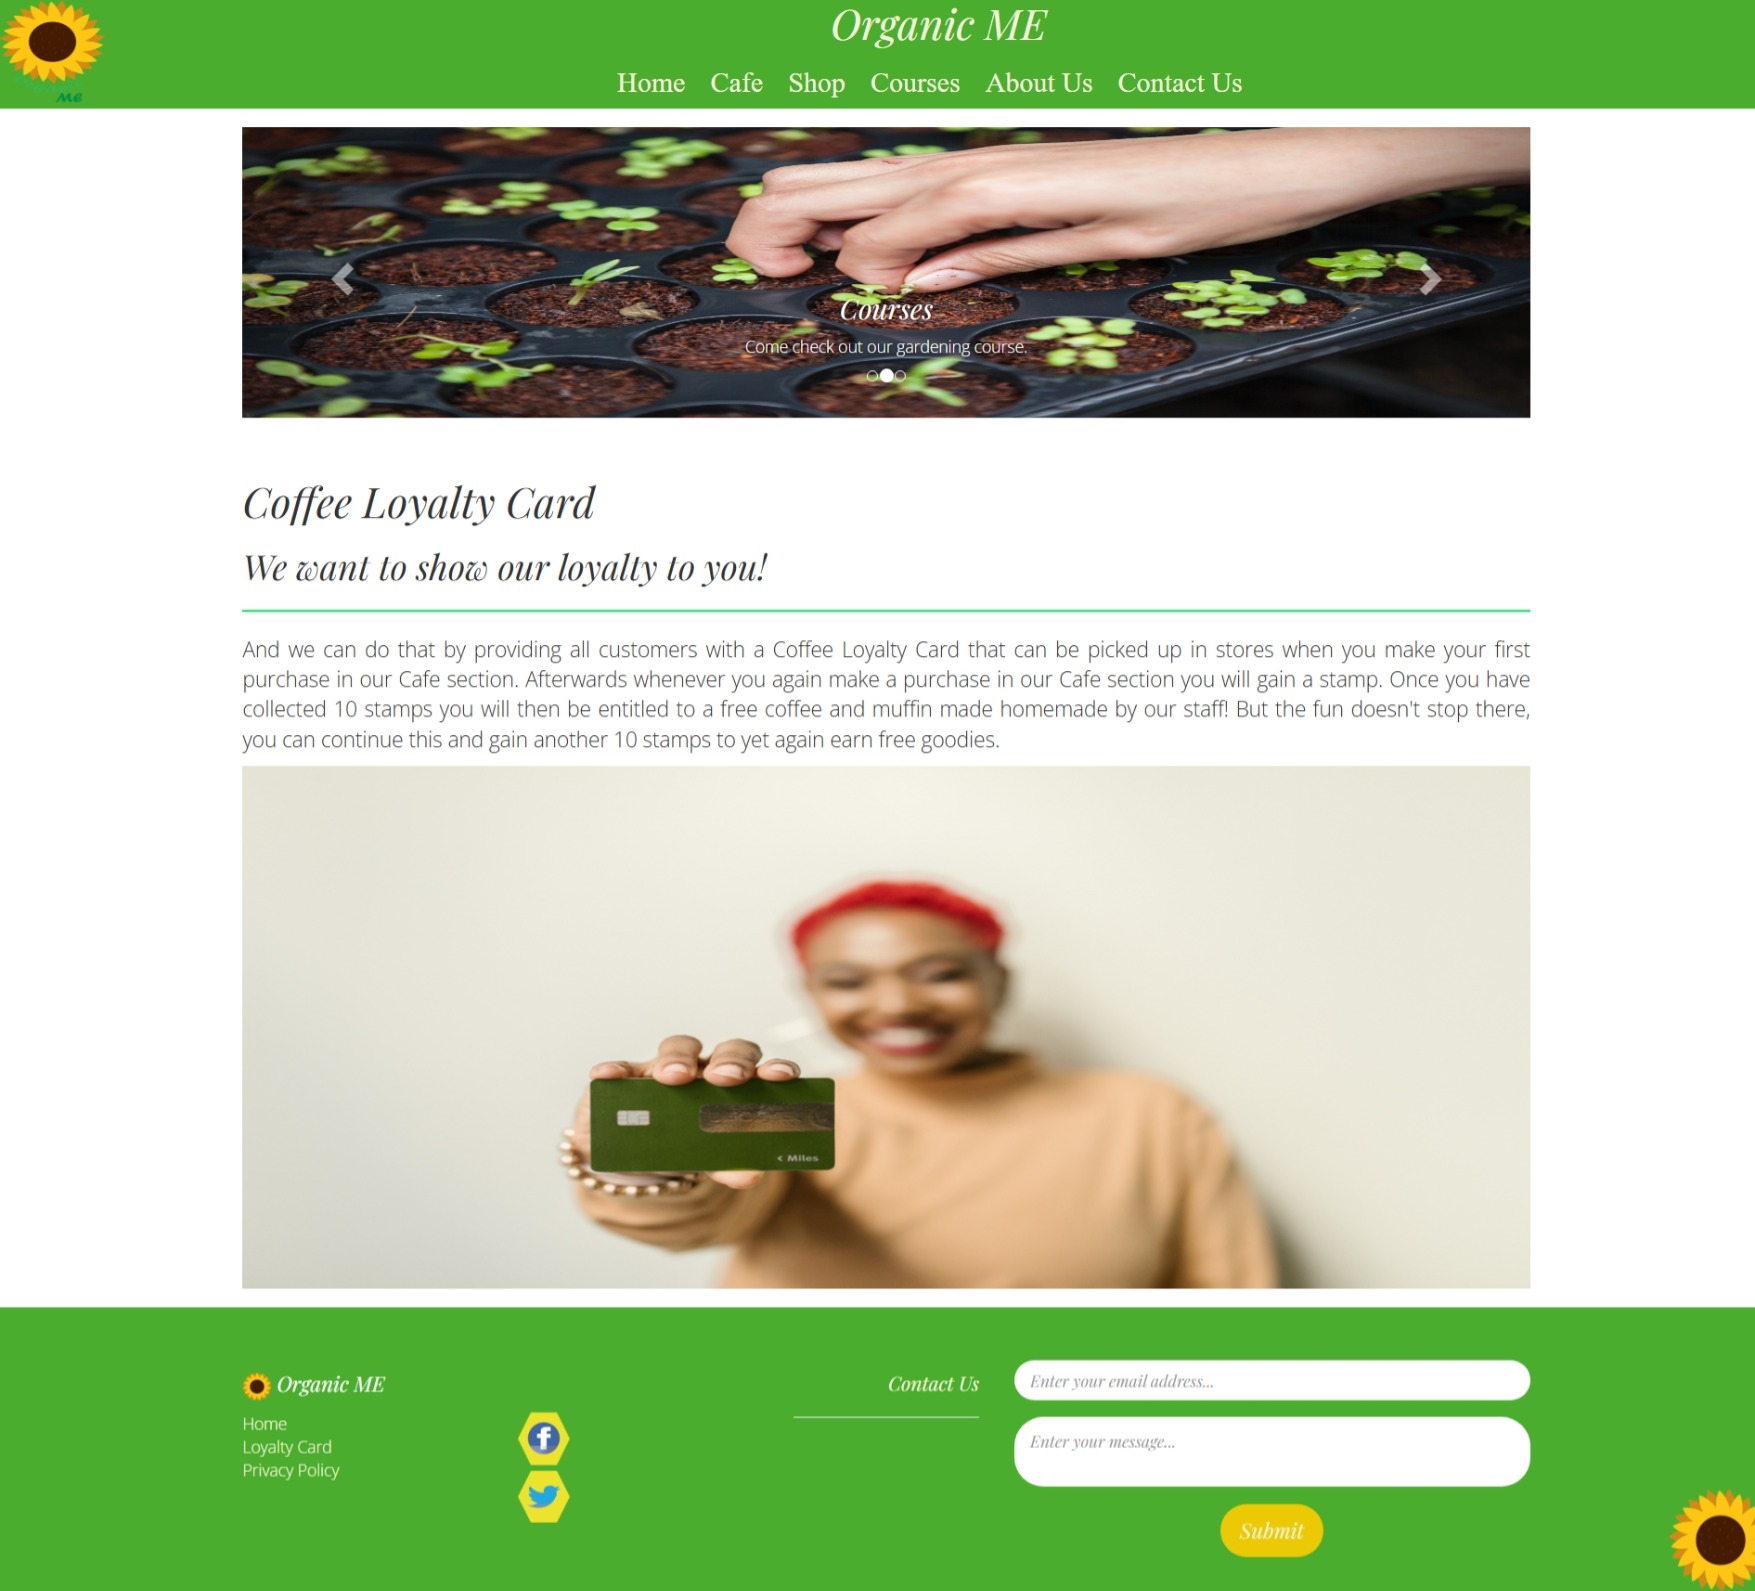 Me
Organic ME
Home Cafe Shop Courses About Us Contact Us
Courses
Come check out our gardening course.
Coffee Loyalty Card
We want to show our loyalty to you!
And we can do that by providing all customers with a Coffee Loyalty Card that can be picked up in stores when you make your first
purchase in our Cafe section. Afterwards whenever you again make a purchase in our Cafe section you will gain a stamp. Once you have
collected 10 stamps you will then be entitled to a free coffee and muffin made homemade by our staff! But the fun doesn't stop there,
you can continue this and gain another 10 stamps to yet again earn free goodies.
< Miles
Organic ME
Home
Loyalty Card
Privacy Policy
Contact Us
Enter your email address...
Enter your message...
Submit